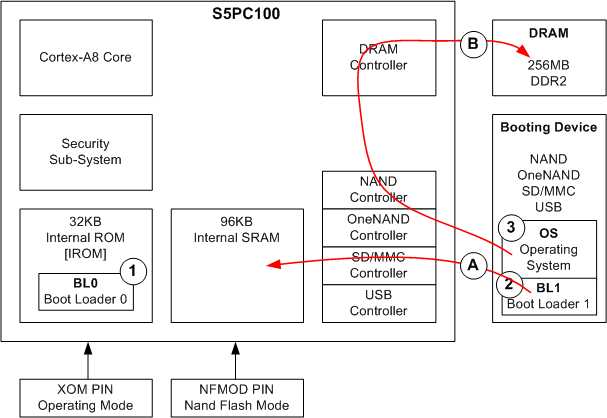 S5PC100
Cortex-A8 Core
DRAM
Controller
B
DRAM
256MB
DDR2
Security
Sub-System
Booting Device
NAND
OneNAND
SD/MMC
USB
NAND
Controller
OneNAND
Controller
SD/MMC
Controller
USB
Controller
32KB
Internal ROM
[IROM]
1
BL0
Boot Loader 0
96KB
Internal SRAM
3
OS
Operating
System
A
2
BL1
Boot Loader 1
XOM PIN
Operating Mode
NFMOD PIN
Nand Flash Mode